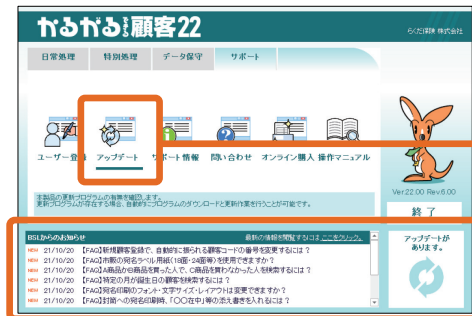 かるがるできる顧客22
らくだ保険 株式会社
日常処理 特別処理 データ保守 サポート
ユーザー登録 アップデート サポート情報 問い合わせ オンライン購入 操作マニュアル
本製品の更新プログラムの有無を確認します。
更新プログラムが存在する場合、自動的にプログラムのダウンロードと更新作業を行うことが可能です。
Ver.22.00 Rev.6.00
終 了
BSLからのお知らせ 最新の情報を閲覧するにはここをクリック。
NEW 21/10/20 【FAQ】新規顧客登録で、自動的に振られる顧客コードの番号を変更するには？
NEW 21/10/20 【FAQ】市販の宛名ラベル用紙(18面・24面等)を使用できますか？
NEW 21/10/20 【FAQ】A商品かB商品を買った人で、C商品を買わなかった人を検索するには？
NEW 21/10/20 【FAQ】特定の月が誕生日の顧客を検索するには？
NEW 21/10/20 【FAQ】宛名印刷のフォント・文字サイズ・レイアウトは変更できますか？
NEW 21/10/20 【FAQ】封筒への宛名印刷時、「〇〇在中」等の添え書きを入れるには？
アップデートが
あります。